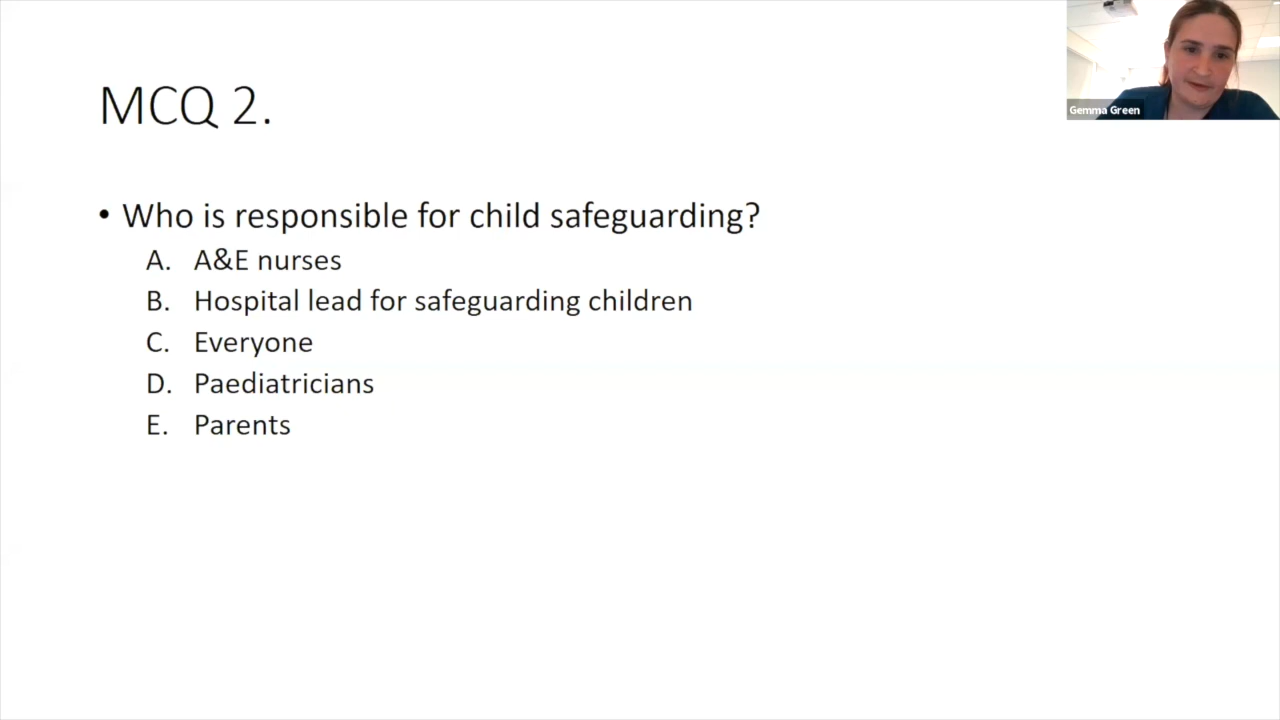 MCQ 2.
Gemma Green
• Who is responsible for child safeguarding?
A. A&E nurses
B. Hospital lead for safeguarding children
C. Everyone
D. Paediatricians
E. Parents